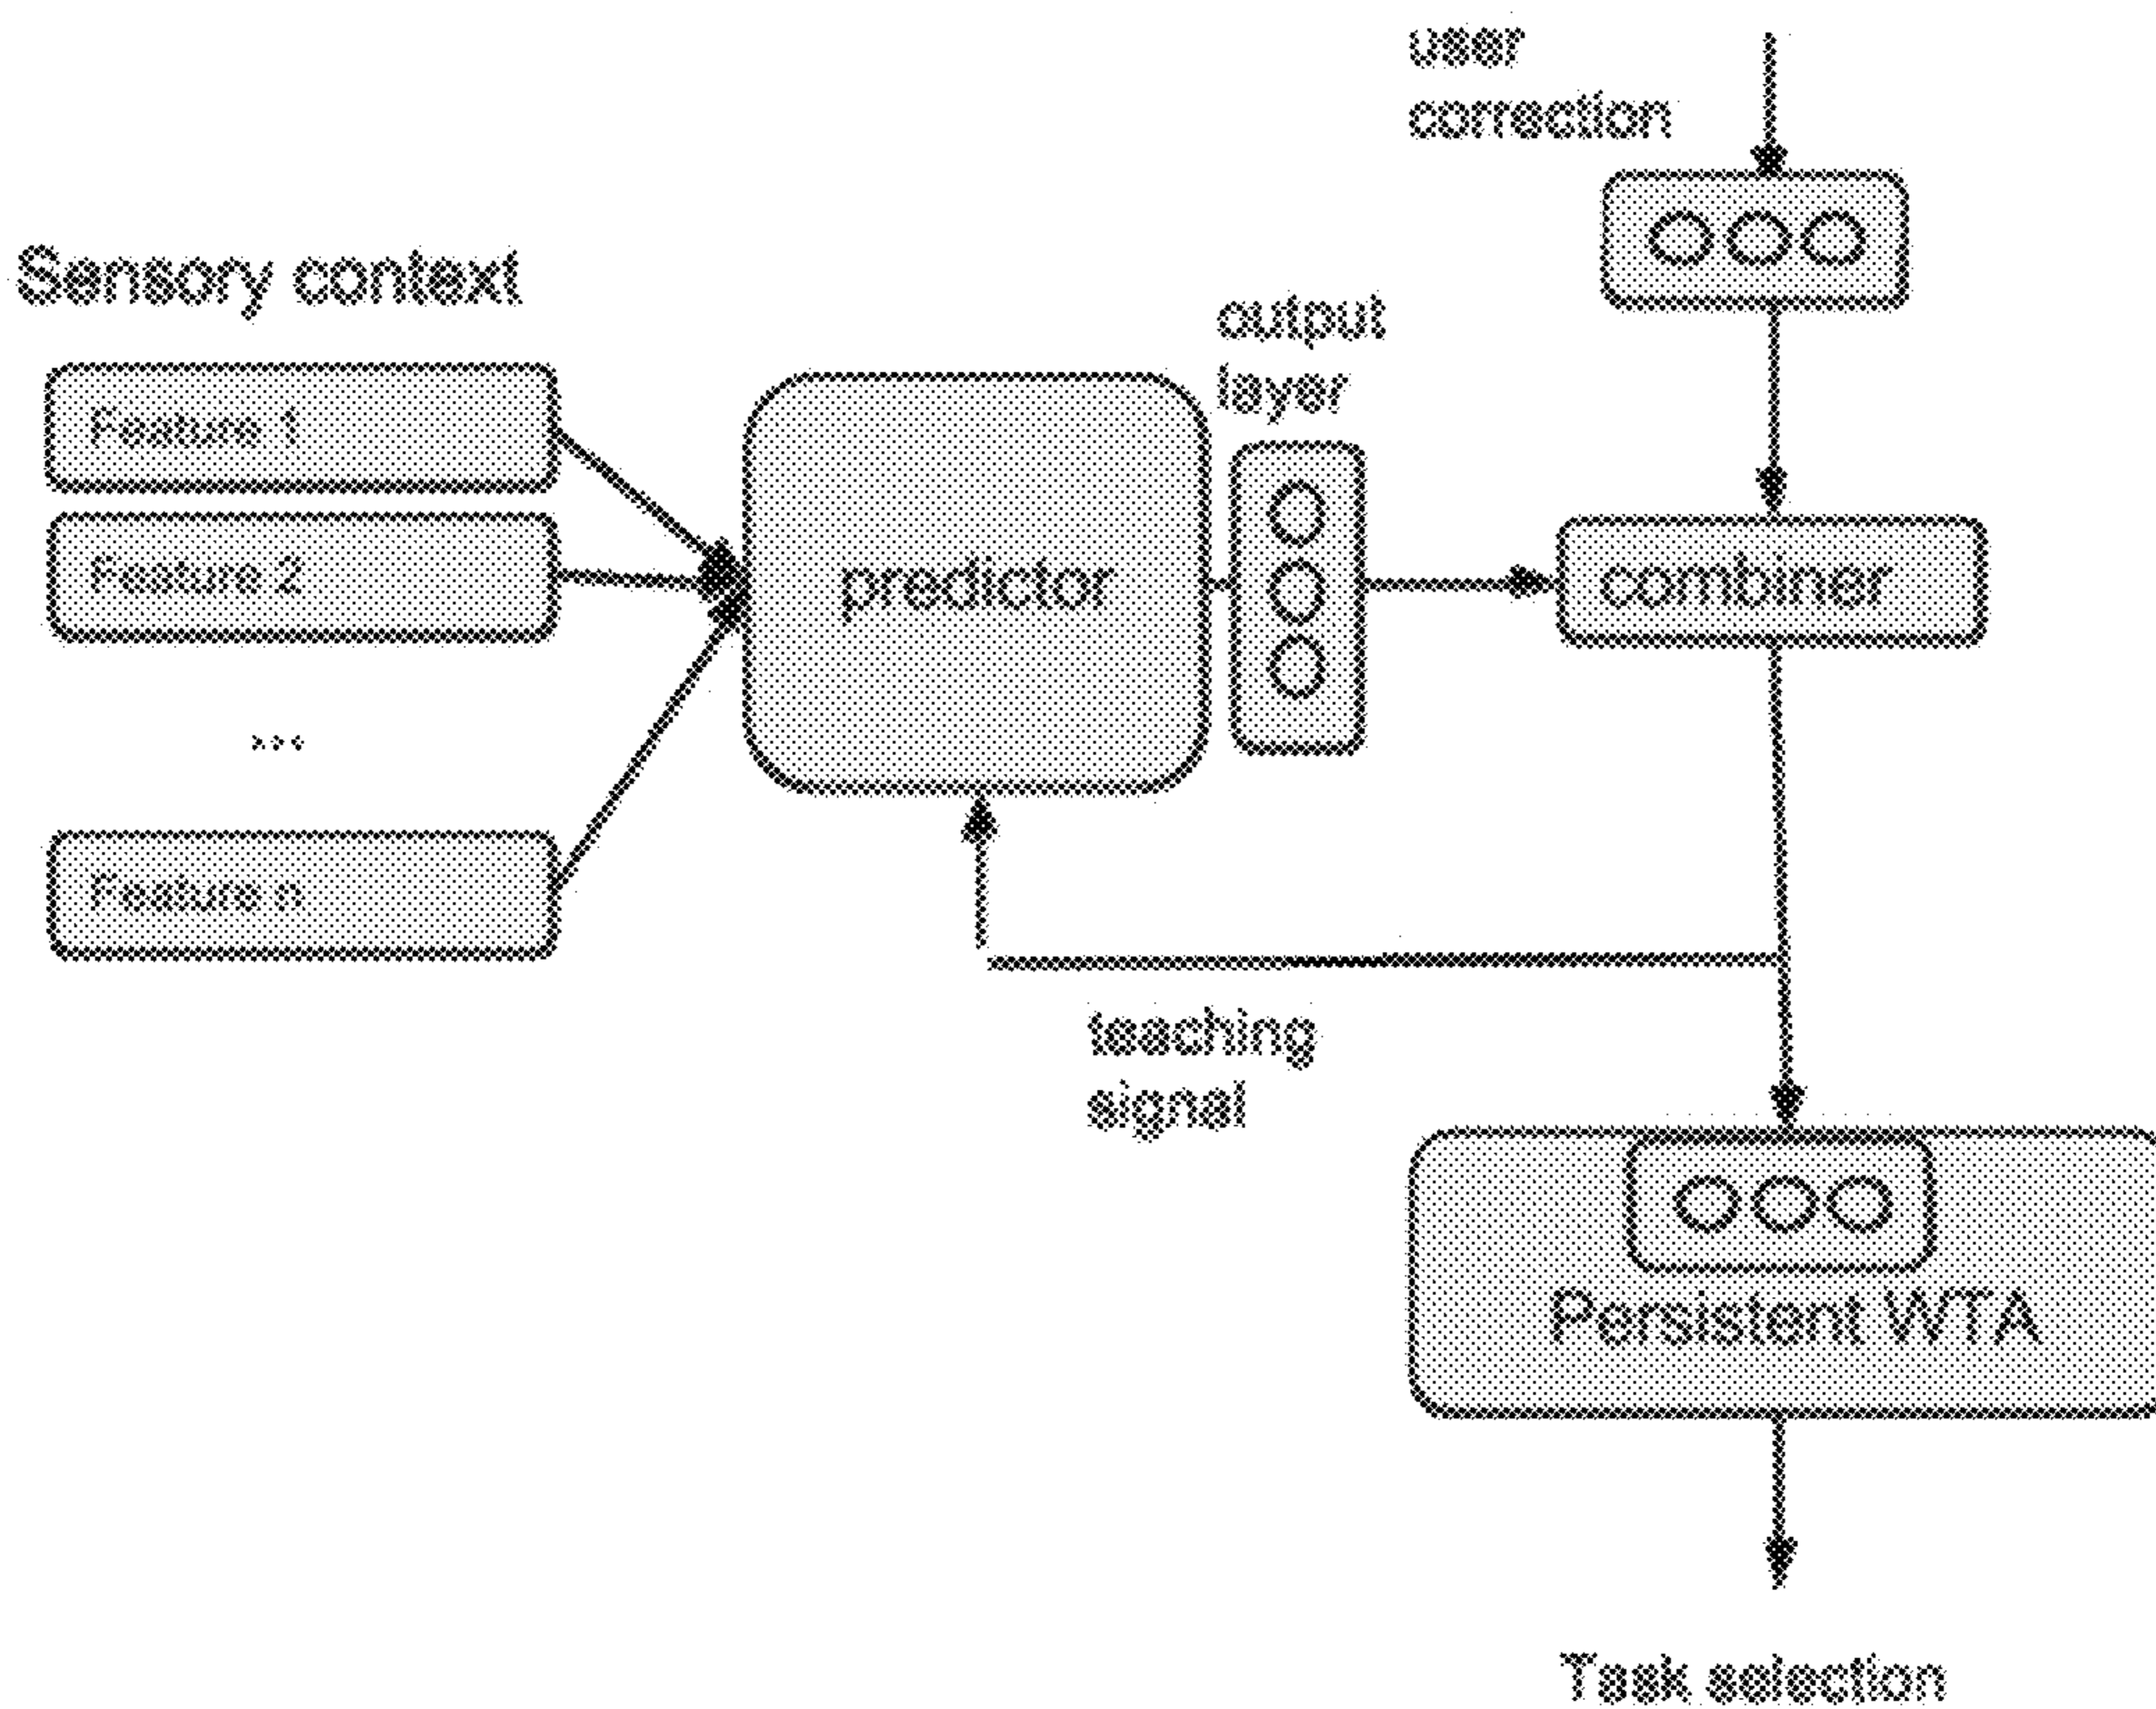 user
correction
Sensory context
output
layer
Feature 1
Feature 2
predictor
combiner
...
Feature n
teaching
signal
Persistent WTA
Task selection